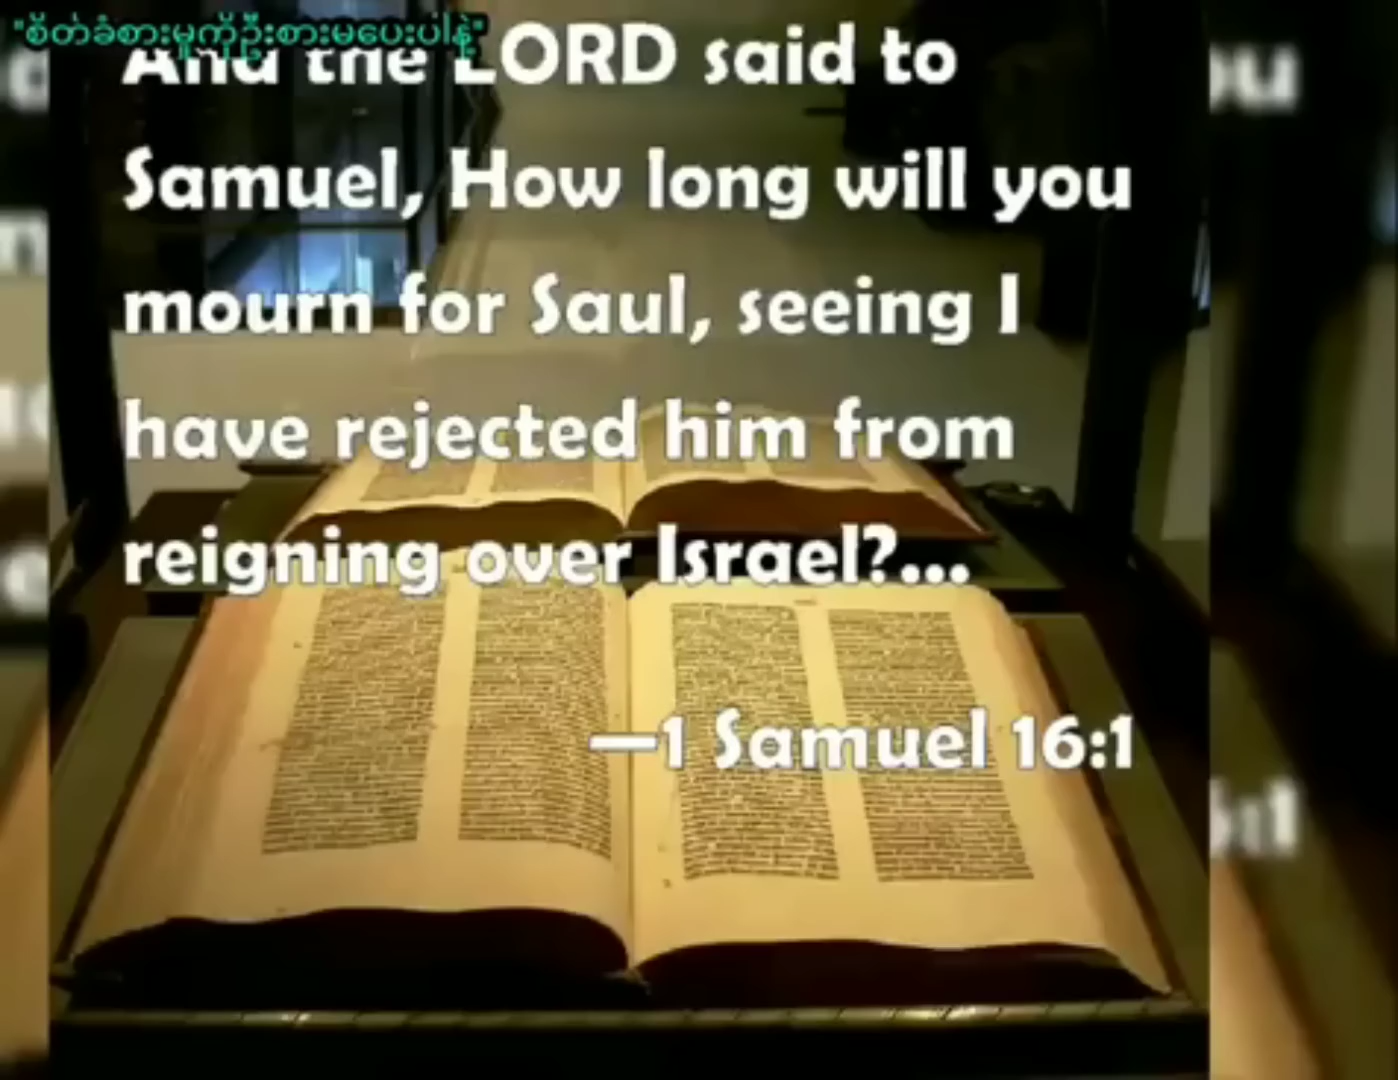 "စိတ်ခံစားမှုကိုဦးစားမပေးပါနဲ့"
And the LORD said to
Samuel, How long will you
mourn for Saul, seeing I
have rejected him from
reigning over Israel?...
—1 Samuel 16:1